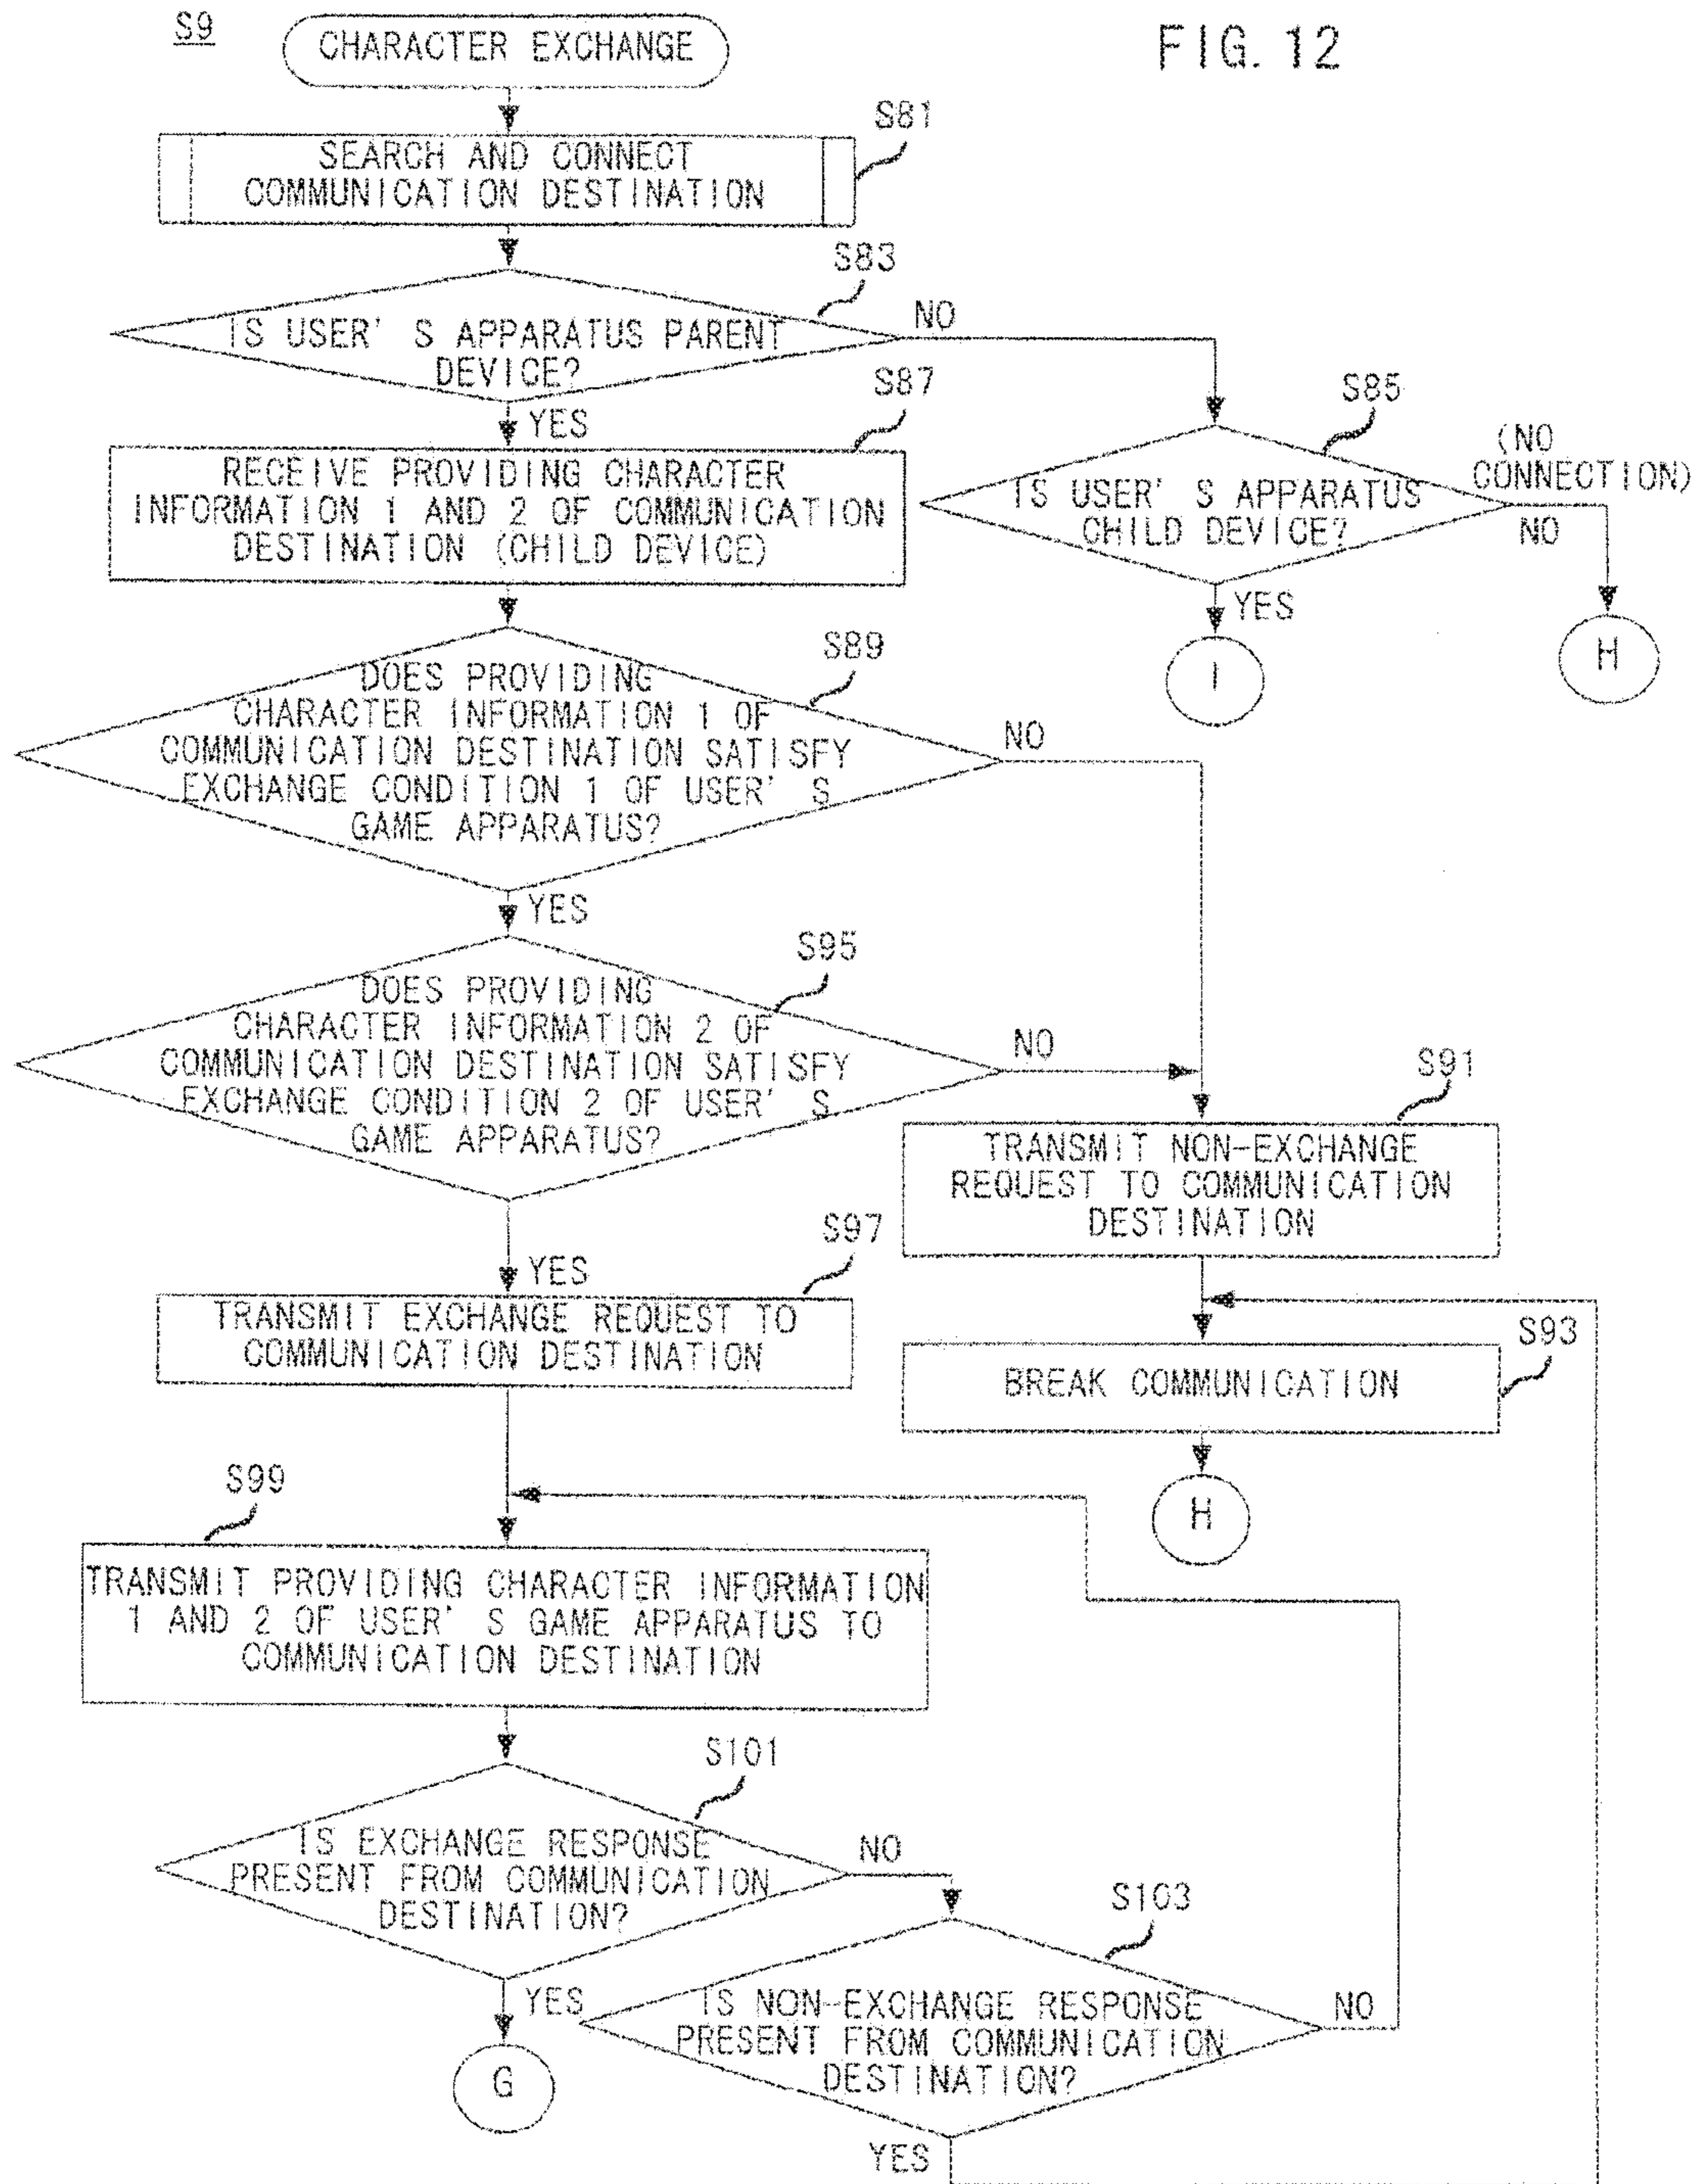 S9
CHARACTER EXCHANGE
FIG. 12
S81
SEARCH AND CONNECT
COMMUNICATION DESTINATION
S83
IS USER'S APPARATUS PARENT
DEVICE?
NO
YES
S87
RECEIVE PROVIDING CHARACTER
INFORMATION 1 AND 2 OF COMMUNICATION
DESTINATION (CHILD DEVICE)
S85
IS USER'S APPARATUS
CHILD DEVICE?
(NO
CONNECTION)
NO
YES
I
H
S89
DOES PROVIDING
CHARACTER INFORMATION 1 OF
COMMUNICATION DESTINATION SATISFY
EXCHANGE CONDITION 1 OF USER'S
GAME APPARATUS?
NO
YES
S95
DOES PROVIDING
CHARACTER INFORMATION 2 OF
COMMUNICATION DESTINATION SATISFY
EXCHANGE CONDITION 2 OF USER'S
GAME APPARATUS?
NO
YES
S91
TRANSMIT NON-EXCHANGE
REQUEST TO COMMUNICATION
DESTINATION
S97
TRANSMIT EXCHANGE REQUEST TO
COMMUNICATION DESTINATION
S93
BREAK COMMUNICATION
H
S99
TRANSMIT PROVIDING CHARACTER INFORMATION
1 AND 2 OF USER'S GAME APPARATUS TO
COMMUNICATION DESTINATION
S101
IS EXCHANGE RESPONSE
PRESENT FROM COMMUNICATION
DESTINATION?
NO
YES
G
S103
IS NON-EXCHANGE RESPONSE
PRESENT FROM COMMUNICATION
DESTINATION?
NO
YES